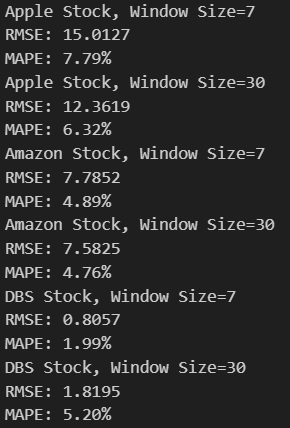 Apple Stock, Window Size=7
RMSE: 15.0127
MAPE: 7.79%
Apple Stock, Window Size=30
RMSE: 12.3619
MAPE: 6.32%
Amazon Stock, Window Size=7
RMSE: 7.7852
MAPE: 4.89%
Amazon Stock, Window Size=30
RMSE: 7.5825
MAPE: 4.76%
DBS Stock, Window Size=7
RMSE: 0.8057
MAPE: 1.99%
DBS Stock, Window Size=30
RMSE: 1.8195
MAPE: 5.20%